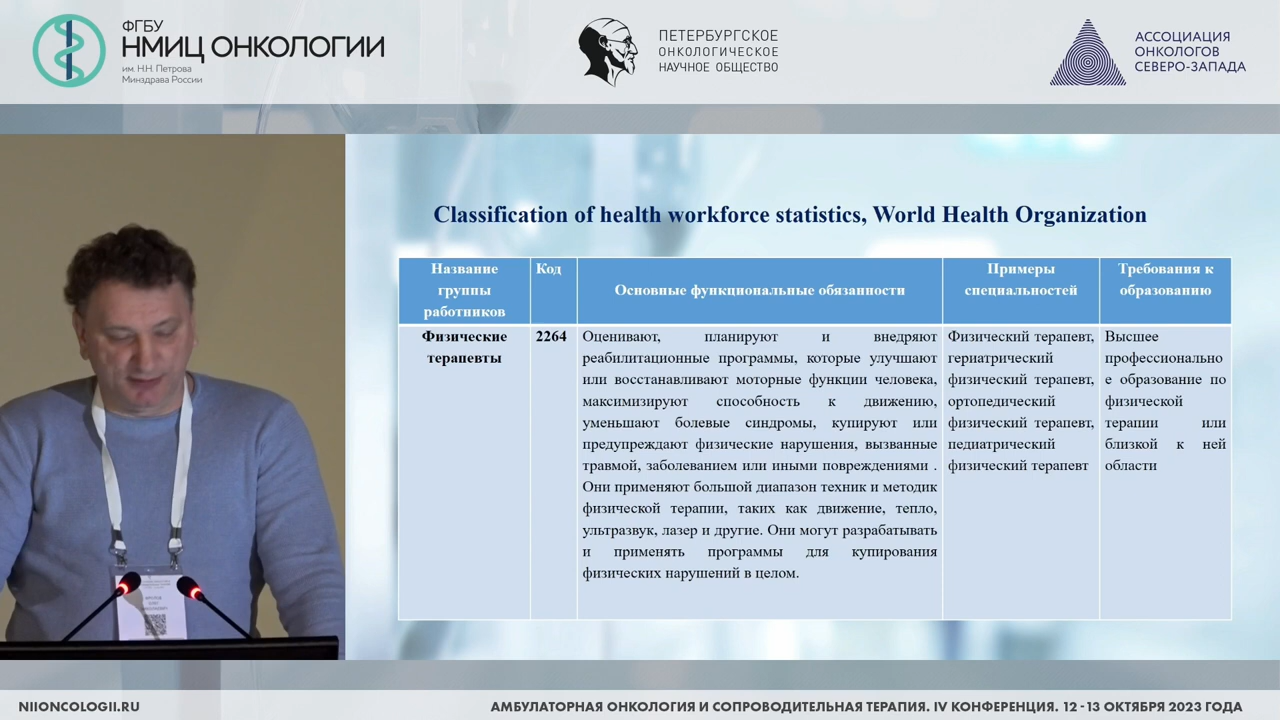 ФГБУ
НМИЦ ОНКОЛОГИИ
им. Н.Н. Петрова
Минздрава России
ПЕТЕРБУРГСКОЕ
ОНКОЛОГИЧЕСКОЕ
НАУЧНОЕ ОБЩЕСТВО
АССОЦИАЦИЯ
ОНКОЛОГОВ
СЕВЕРО-ЗАПАДА
Classification of health workforce statistics, World Health Organization
Название
группы
работников
Код
Основные функциональные обязанности
Примеры
специальностей
Требования к
образованию
Физические
терапевты
2264
Оценивают, планируют и внедряют
реабилитационные программы, которые улучшают
или восстанавливают моторные функции человека,
максимизируют способность к движению,
уменьшают болевые синдромы, купируют или
предупреждают физические нарушения, вызванные
травмой, заболеванием или иными повреждениями .
Они применяют большой диапазон техник и методик
физической терапии, таких как движение, тепло,
ультразвук, лазер и другие. Они могут разрабатывать
и применять программы для купирования
физических нарушений в целом.
Физический терапевт,
гериатрический
физический терапевт,
ортопедический
физический терапевт,
педиатрический
физический терапевт
Высшее
профессионально
е образование по
физической
терапии или
близкой к ней
области
NIIONCOLOGII.RU
АМБУЛАТОРНАЯ ОНКОЛОГИЯ И СОПРОВОДИТЕЛЬНАЯ ТЕРАПИЯ. IV КОНФЕРЕНЦИЯ. 12 - 13 ОКТЯБРЯ 2023 ГОДА